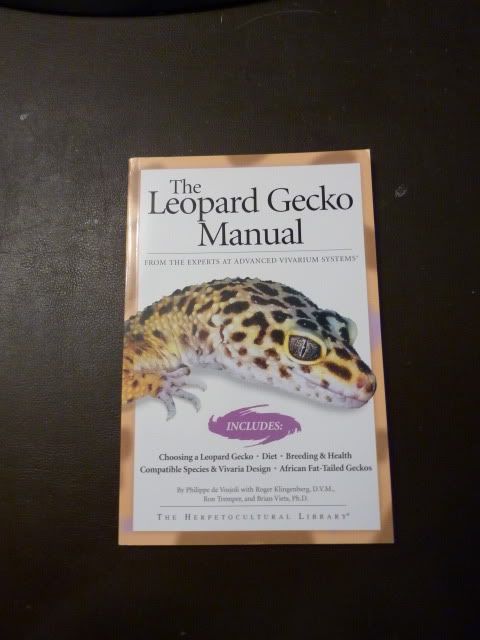 The
Leopard Gecko
Manual
FROM THE EXPERTS AT ADVANCED VIVARIUM SYSTEMS®
INCLUDES:
Choosing a Leopard Gecko • Diet • Breeding & Health
Compatible Species & Vivaria Design • African Fat-Tailed Geckos
By Philippe de Vosjoli with Roger Klingenberg, D.V.M.,
Ron Tremper, and Brian Viets, Ph.D.
THE HERPETOCULTURAL LIBRARY®